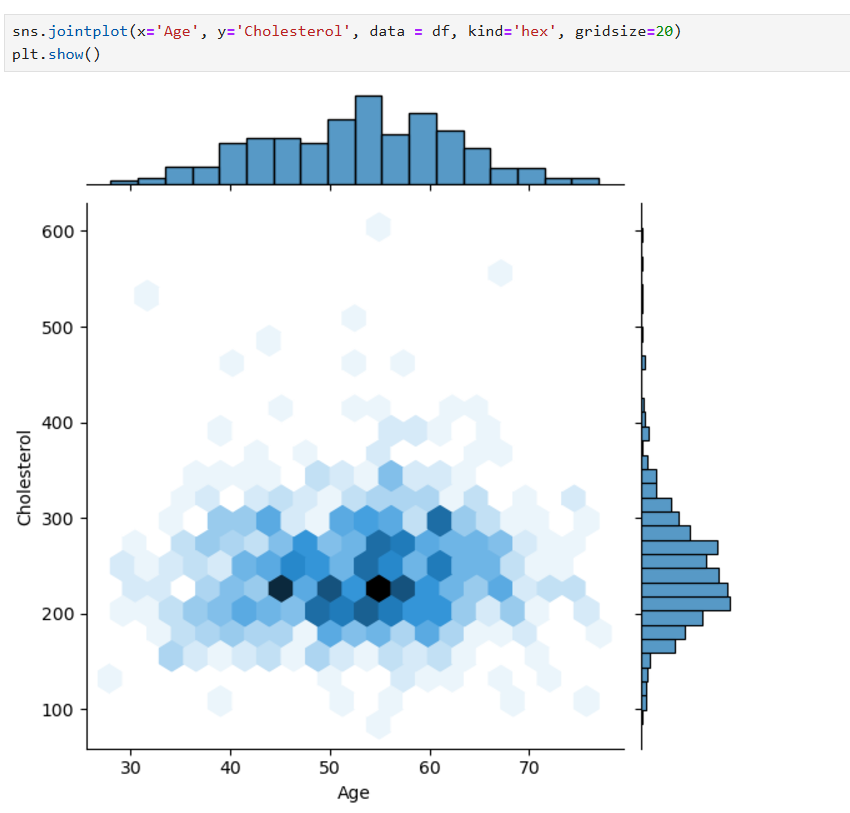 sns.jointplot(x='Age', y='Cholesterol', data = df, kind='hex', gridsize=20)
plt.show()
600
500
400
300
200
100
Cholesterol
30 40 50 60 70
Age